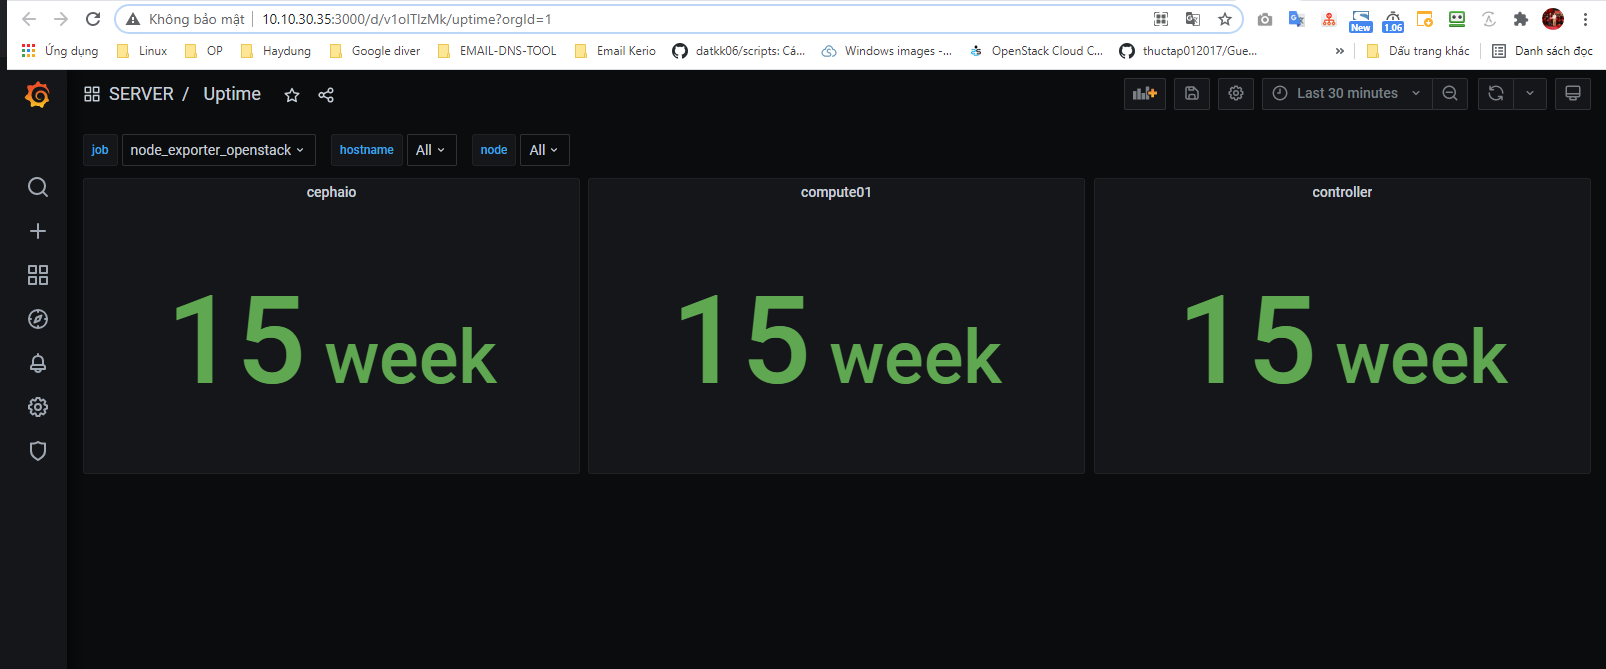 Không bảo mật 10.10.30.35:3000/d/v1oITIzMk/uptime?orgId=1
New 1.06
Ứng dụng Linux OP Haydung Google diver EMAIL-DNS-TOOL Email Kerio datkk06/scripts: Cá... Windows images -... OpenStack Cloud C... thuctap012017/Gue... » Dấu trang khác Danh sách đọc
SERVER / Uptime Last 30 minutes
job node_exporter_openstack hostname All node All
cephaio compute01 controller
15 week 15 week 15 week